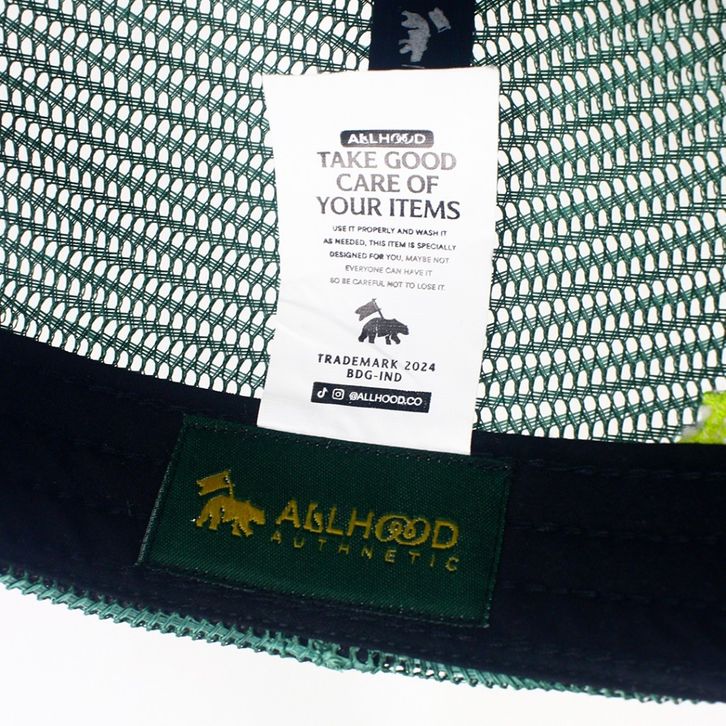 ALLHOOD
TAKE GOOD
CARE OF
YOUR ITEMS
USE IT PROPERLY AND WASH IT
AS NEEDED, THIS ITEM IS SPECIALLY
DESIGNED FOR YOU, MAYBE NOT
EVERYONE CAN HAVE IT
SO BE CAREFUL NOT TO LOSE IT.
TRADEMARK 2024
BDG-IND
@ALLHOOD.CO
ALLHOOD
AUTHNETIC